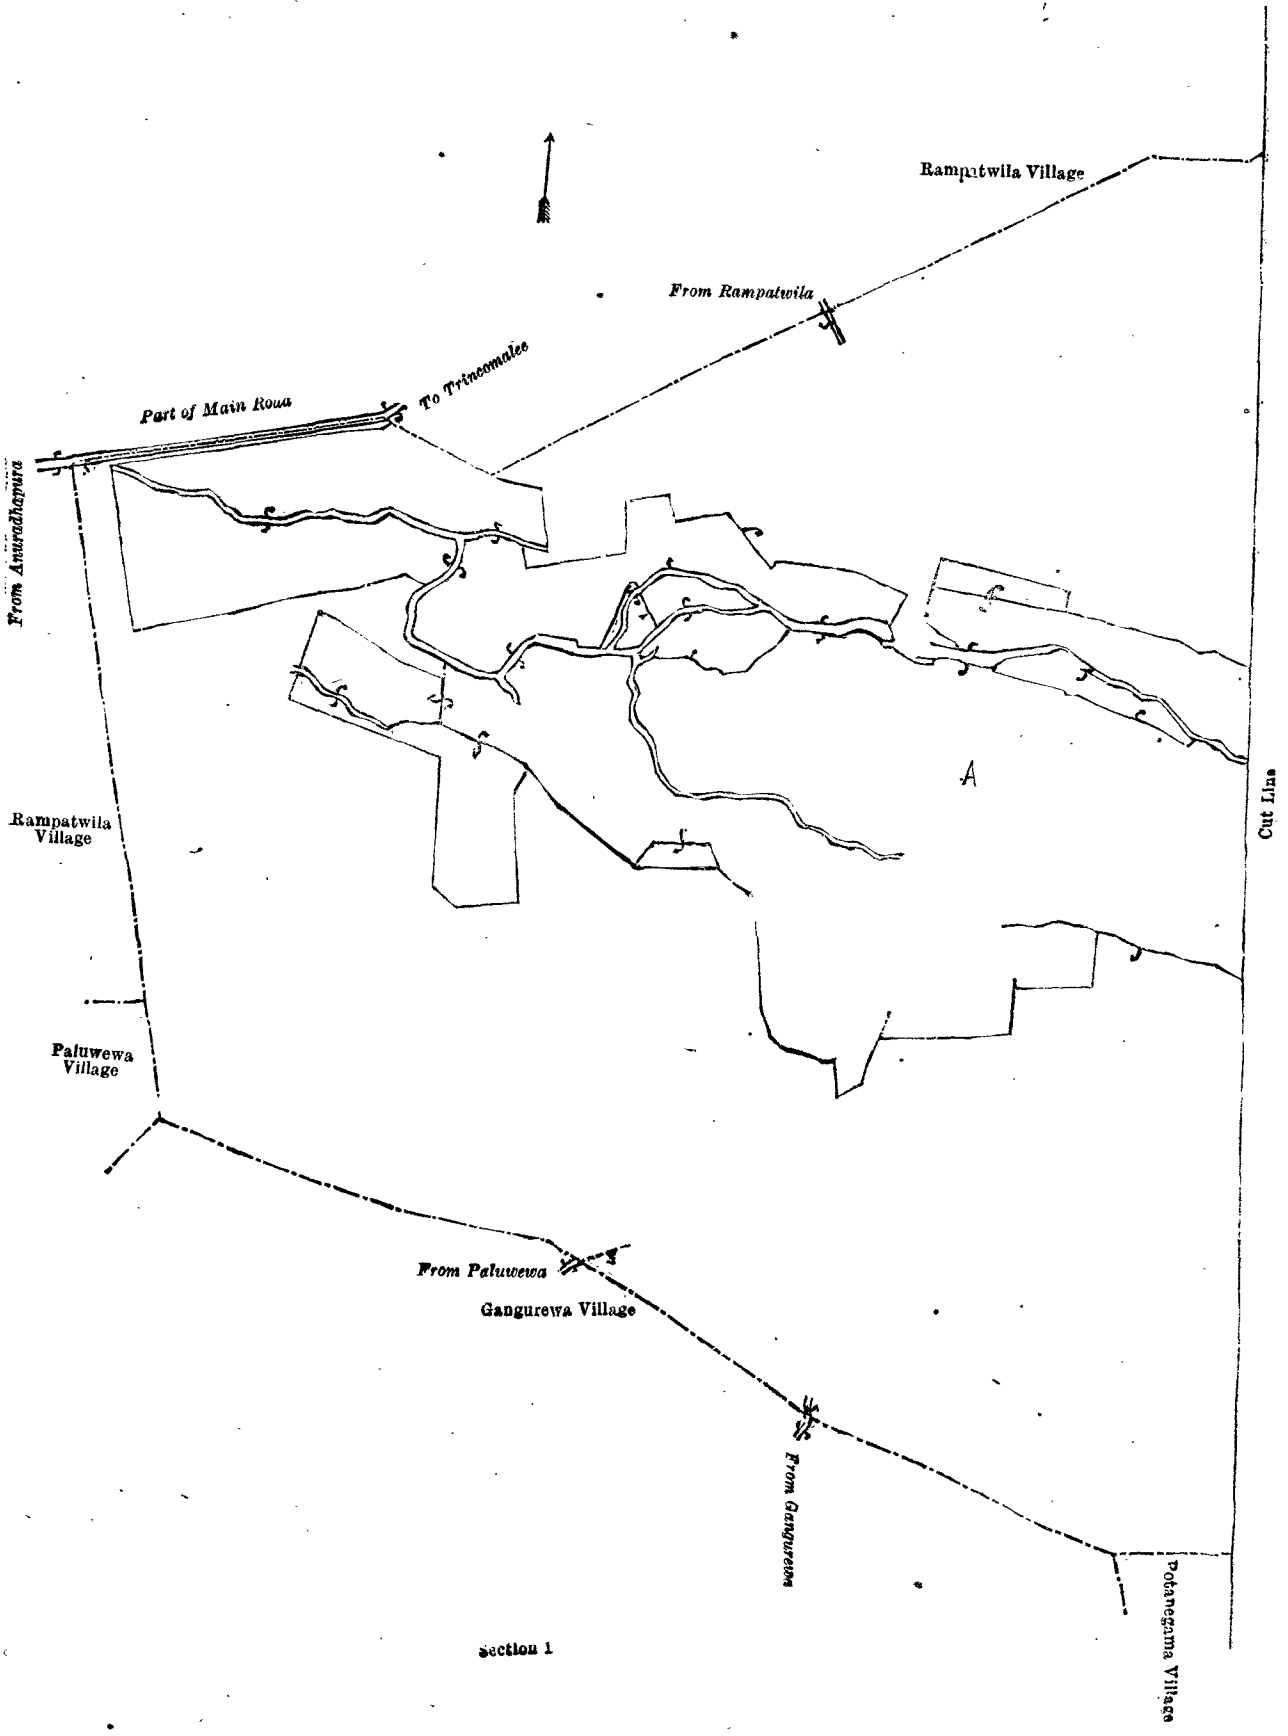 Rampatwila Village
From Rampatwila
To Trincomalee
Part of Main Road
From Anuradhapura
A
Cut Line
Rampatwila
Village
Paluwewa
Village
From Paluwewa
Gangurewa Village
From Gangurewa
Potanegama Village
Section 1